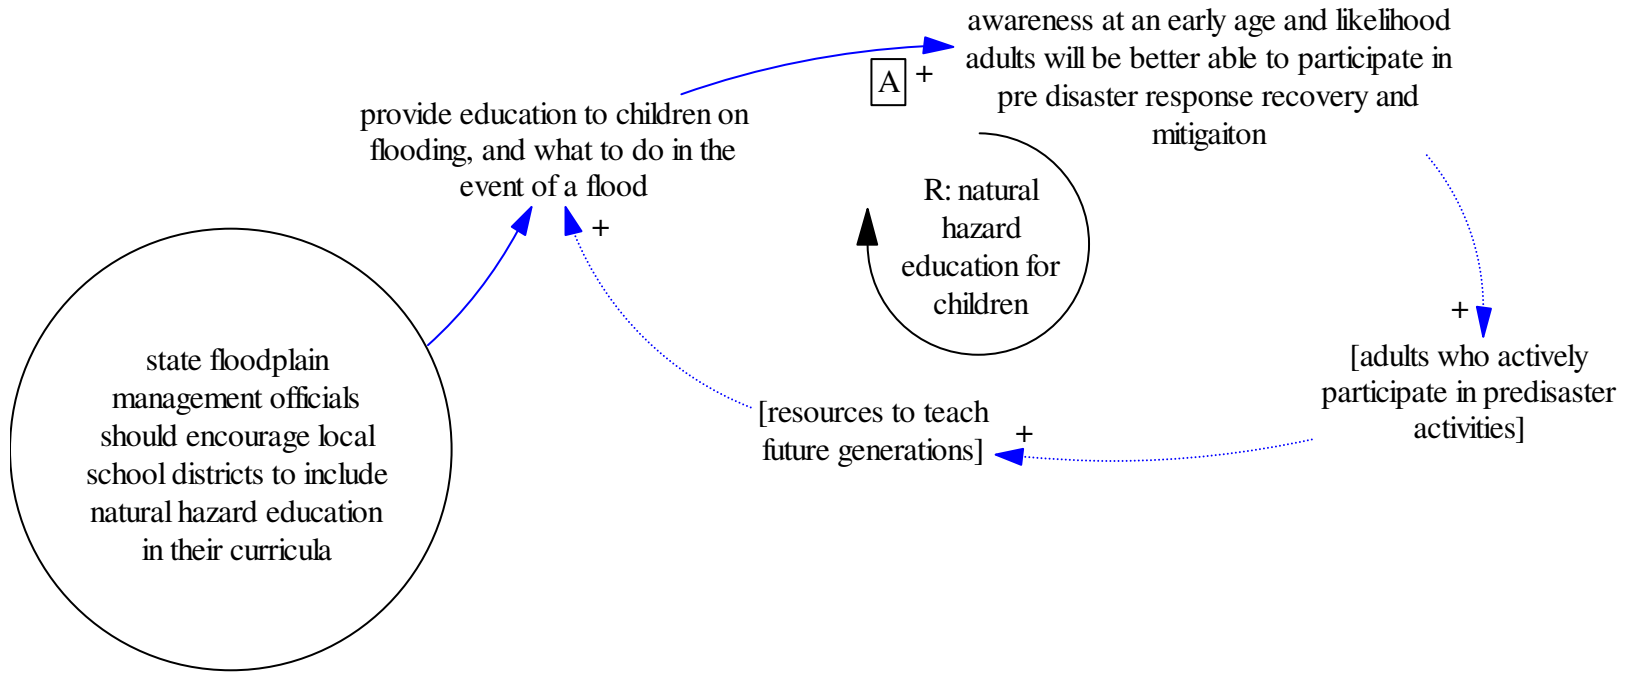 awareness at an early age and likelihood
adults will be better able to participate in
pre disaster response recovery and
mitigaiton
A +
provide education to children on
flooding, and what to do in the
event of a flood
+
R: natural
hazard
education for
children
state floodplain
management officials
should encourage local
school districts to include
natural hazard education
in their curricula
+
[adults who actively
participate in predisaster
activities]
+
[resources to teach
future generations]